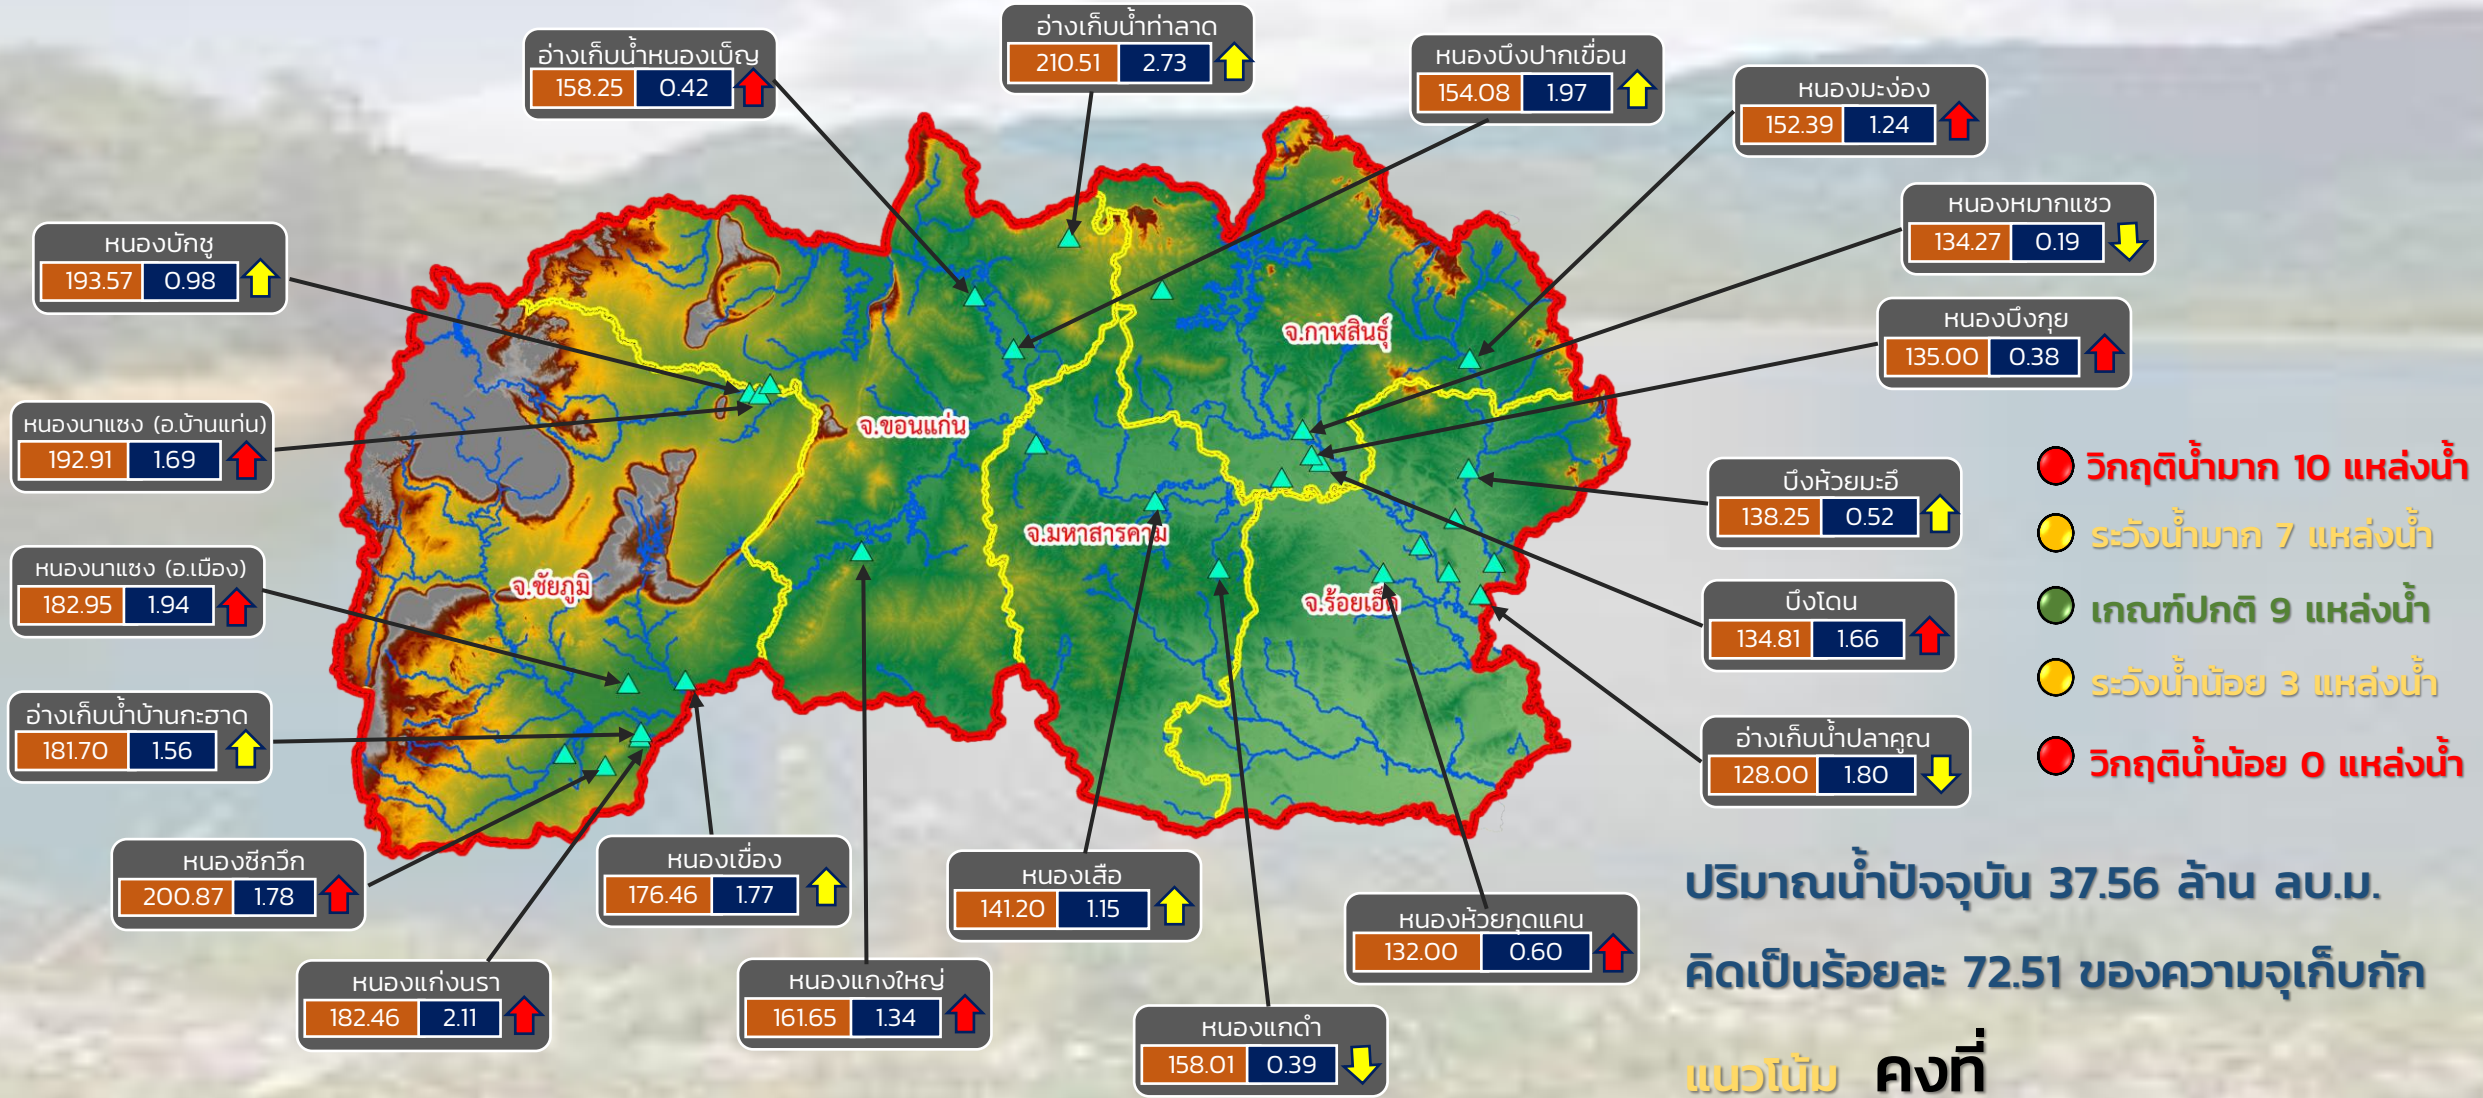 อ่างเก็บน้ำท่าลาด
210.51 2.73
อ่างเก็บน้ำหนองเบ็ญ
158.25 0.42
หนองบึงปากเขื่อน
154.08 1.97
หนองมะง่อง
152.39 1.24
หนองหมากแซว
134.27 0.19
หนองบักชู
193.57 0.98
หนองบึงกุย
135.00 0.38
จ.กาฬสินธุ์
หนองนาแซง (อ.บ้านแท่น)
192.91 1.69
จ.ขอนแก่น
วิกฤติน้ำมาก 10 แหล่งน้ำ
บึงห้วยมะอึ
138.25 0.52
ระวังน้ำมาก 7 แหล่งน้ำ
จ.มหาสารคาม
หนองนาแซง (อ.เมือง)
182.95 1.94
จ.ชัยภูมิ
จ.ร้อยเอ็ด
บึงโดน
134.81 1.66
เกณฑ์ปกติ 9 แหล่งน้ำ
ระวังน้ำน้อย 3 แหล่งน้ำ
อ่างเก็บน้ำบ้านกะฮาด
181.70 1.56
อ่างเก็บน้ำปลาคูณ
128.00 1.80
วิกฤติน้ำน้อย 0 แหล่งน้ำ
หนองซีกวึก
200.87 1.78
หนองเขื่อง
176.46 1.77
หนองเสือ
141.20 1.15
หนองห้วยกุดแคน
132.00 0.60
ปริมาณน้ำปัจจุบัน 37.56 ล้าน ลบ.ม.
คิดเป็นร้อยละ 72.51 ของความจุเก็บกัก
หนองแก่งนรา
182.46 2.11
หนองแกงใหญ่
161.65 1.34
หนองแกดำ
158.01 0.39
แนวโน้ม คงที่